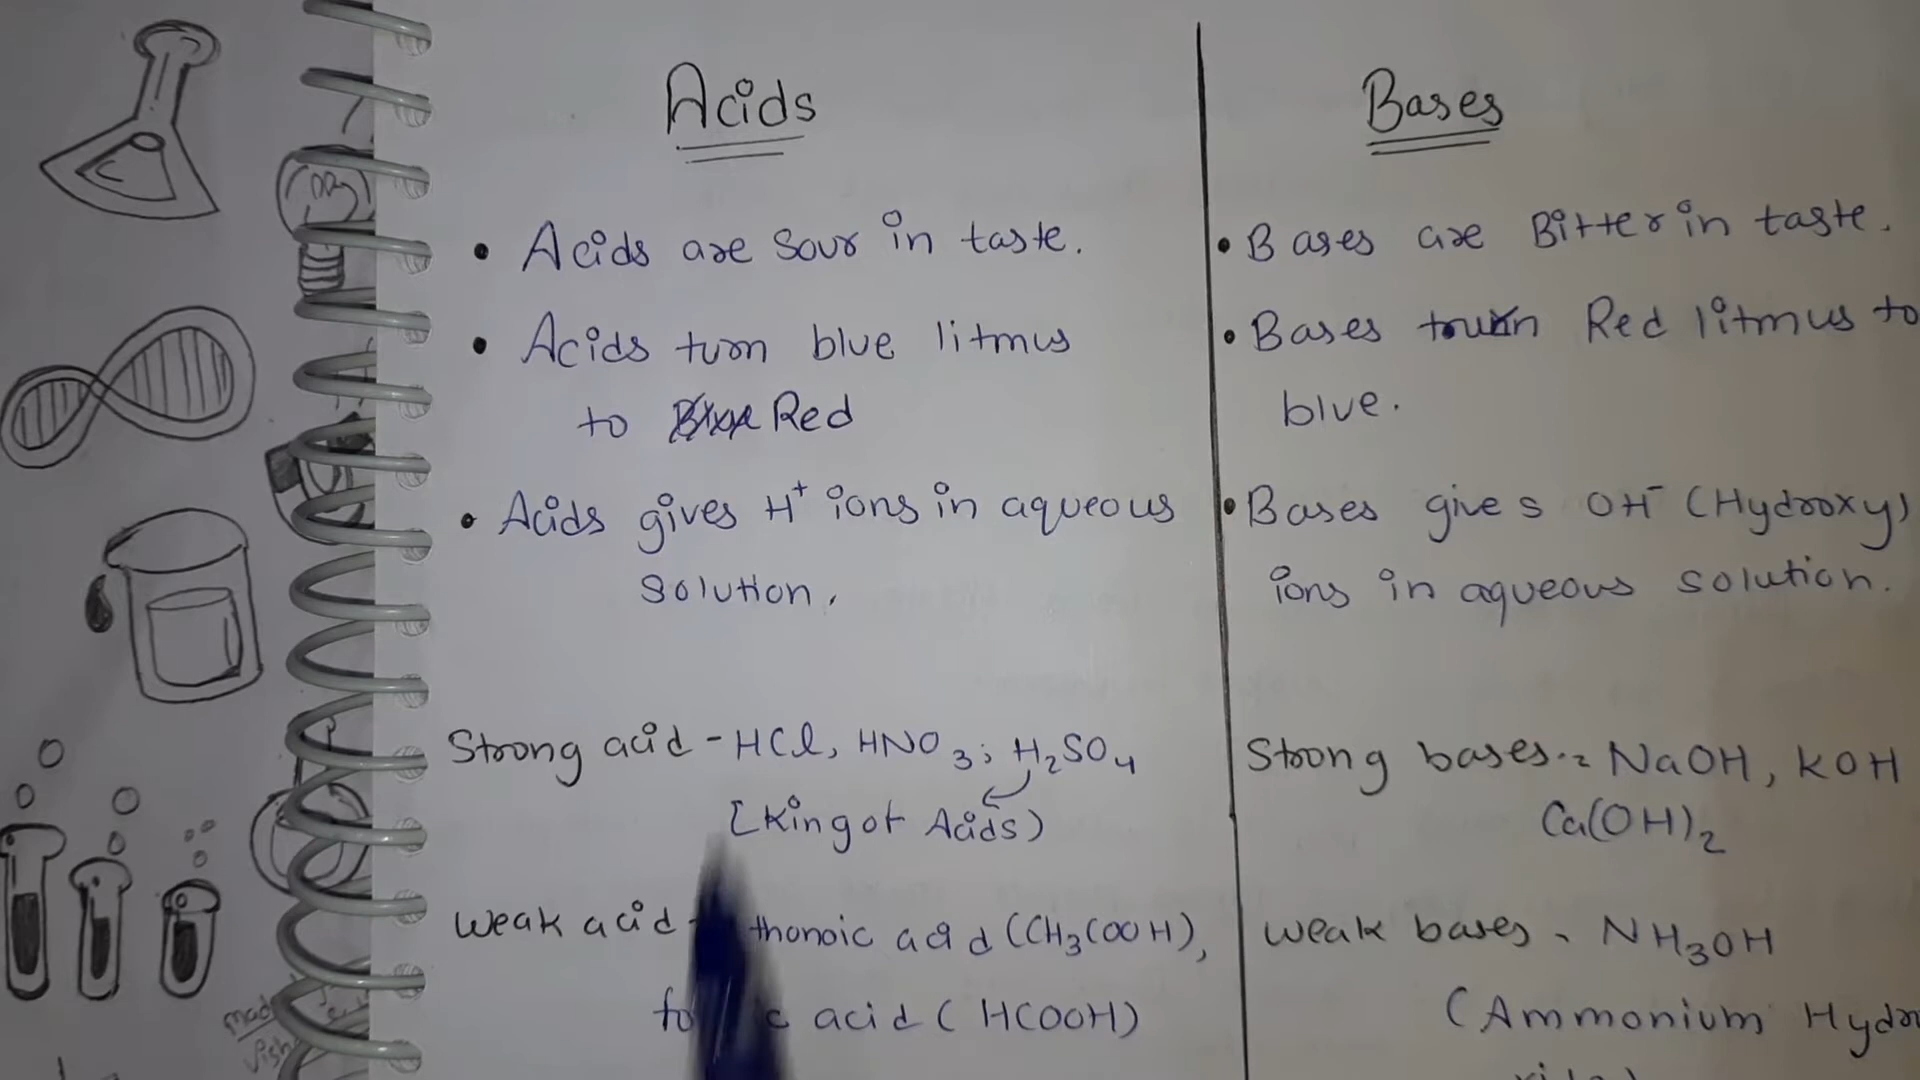 Acids
• Acids are sour in taste.
• Acids turn blue litmus
to Red
• Acids gives H⁺ ions in aqueous
solution.
Strong acid - HCl, HNO₃; H₂SO₄
[King of Acids)
Weak acid thonoic acid (CH₃COOH),
acid ( HCOOH)
Bases
• Bases are Bitter in taste.
• Bases turn Red litmus to
blue.
• Bases gives OH⁻ (Hydroxy)
ions in aqueous solution.
Strong bases.- NaOH, KOH
Ca(OH)₂
Weak bases - NH₃OH
(Ammonium Hydro
mad
vish